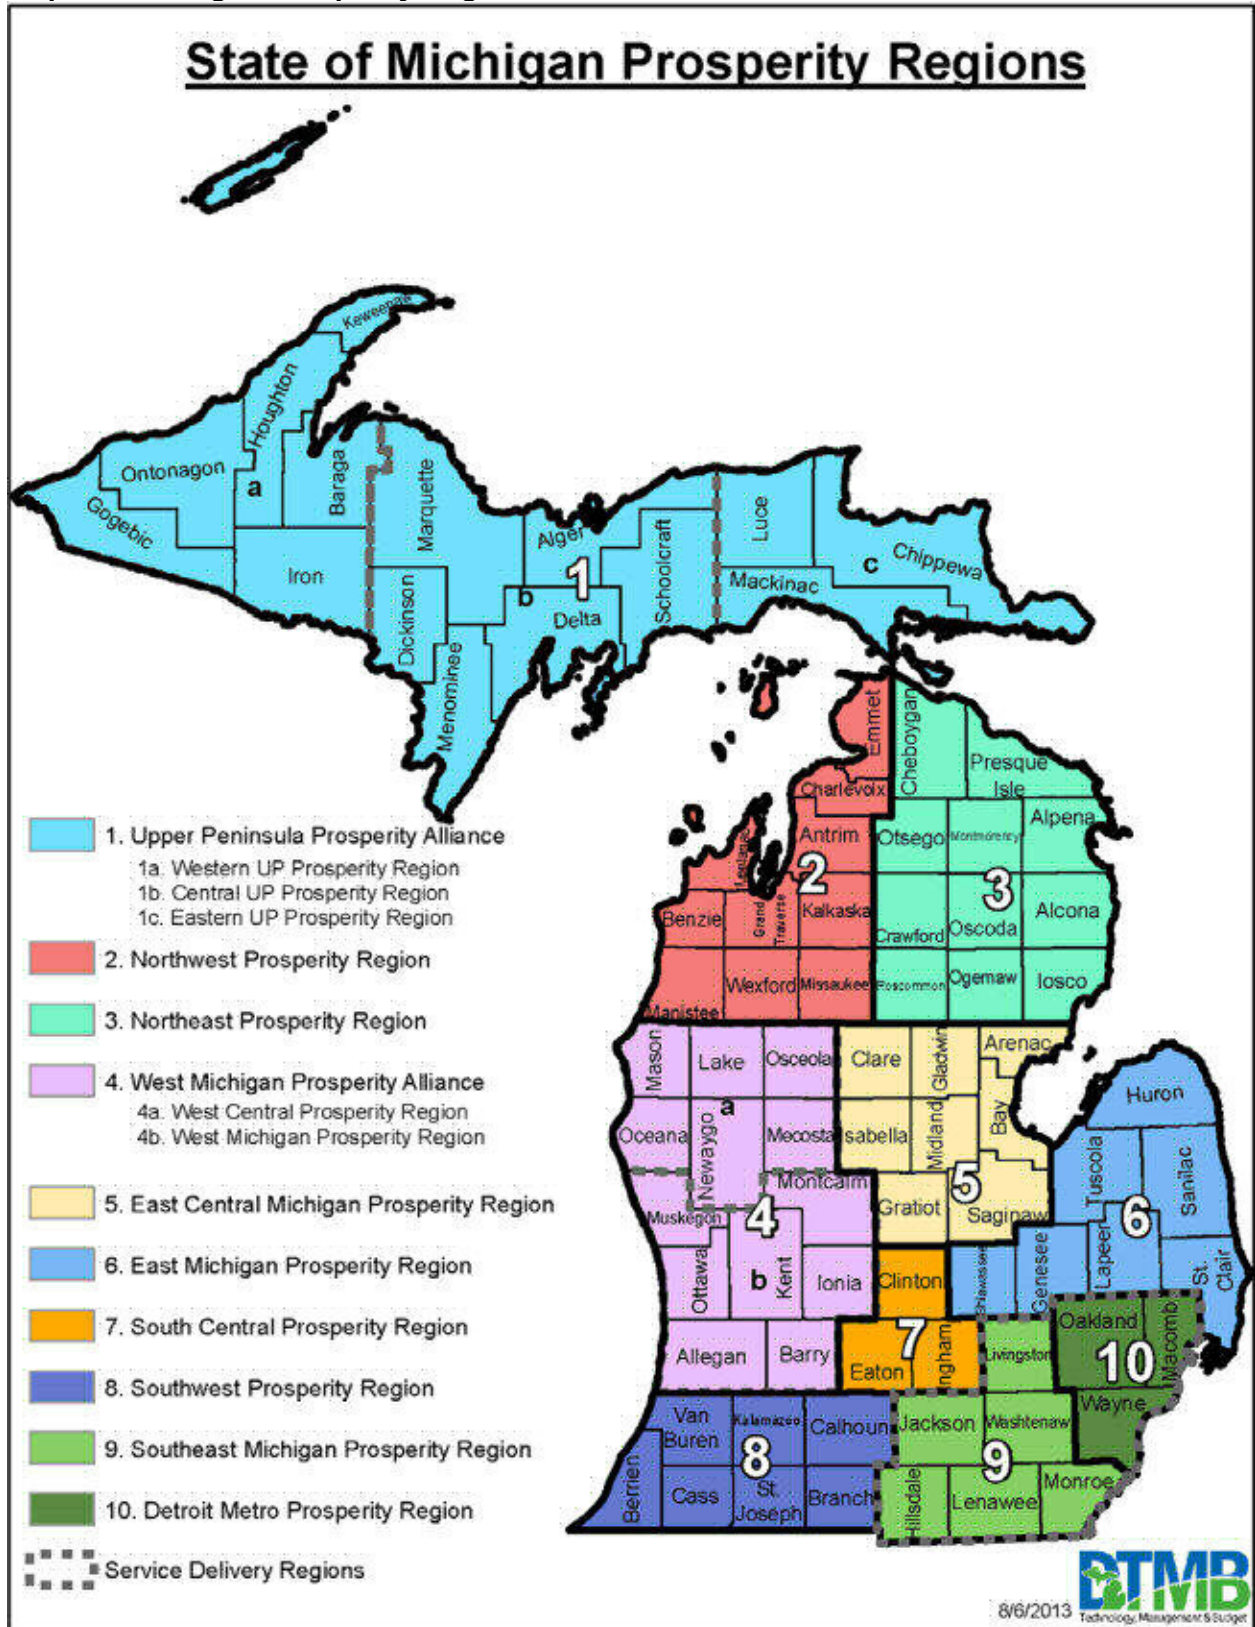 State of Michigan Prosperity Regions
Keweenaw
Houghton
Ontonagon
Baraga
a
Gogebic
Iron
Marquette
Alger
Schoolcraft
Luce
Chippewa
c
Mackinac
1
b
Delta
Dickinson
Menominee
Emmet
Cheboygan
Presque
Isle
Charlevoix
Antrim
Otsego
Montmorency
Alpena
2
3
Benzie
Grand
Traverse
Kalkaska
Crawford
Oscoda
Alcona
Manistee
Wexford
Missaukee
Roscommon
Ogemaw
Iosco
1. Upper Peninsula Prosperity Alliance
1a. Western UP Prosperity Region
1b. Central UP Prosperity Region
1c. Eastern UP Prosperity Region
2. Northwest Prosperity Region
3. Northeast Prosperity Region
4. West Michigan Prosperity Alliance
4a. West Central Prosperity Region
4b. West Michigan Prosperity Region
5. East Central Michigan Prosperity Region
6. East Michigan Prosperity Region
7. South Central Prosperity Region
8. Southwest Prosperity Region
9. Southeast Michigan Prosperity Region
10. Detroit Metro Prosperity Region
Service Delivery Regions
Mason
Lake
Osceola
Clare
Gladwin
Arenac
a
Oceana
Newaygo
Mecosta
Isabella
Midland
Bay
Huron
Tuscola
Sanilac
Montcalm
Muskegon
4
Gratiot
5
Saginaw
6
Ottawa
b
Kent
Ionia
Clinton
Shiawassee
Genesee
Lapeer
St.
Clair
Allegan
Barry
Eaton
7
Ingham
Livingston
Oakland
Macomb
10
Van
Buren
Kalamazoo
Calhoun
Jackson
Washtenaw
Wayne
8
9
Berrien
Cass
St.
Joseph
Branch
Hillsdale
Lenawee
Monroe
8/6/2013
DTMB
Technology, Management & Budget